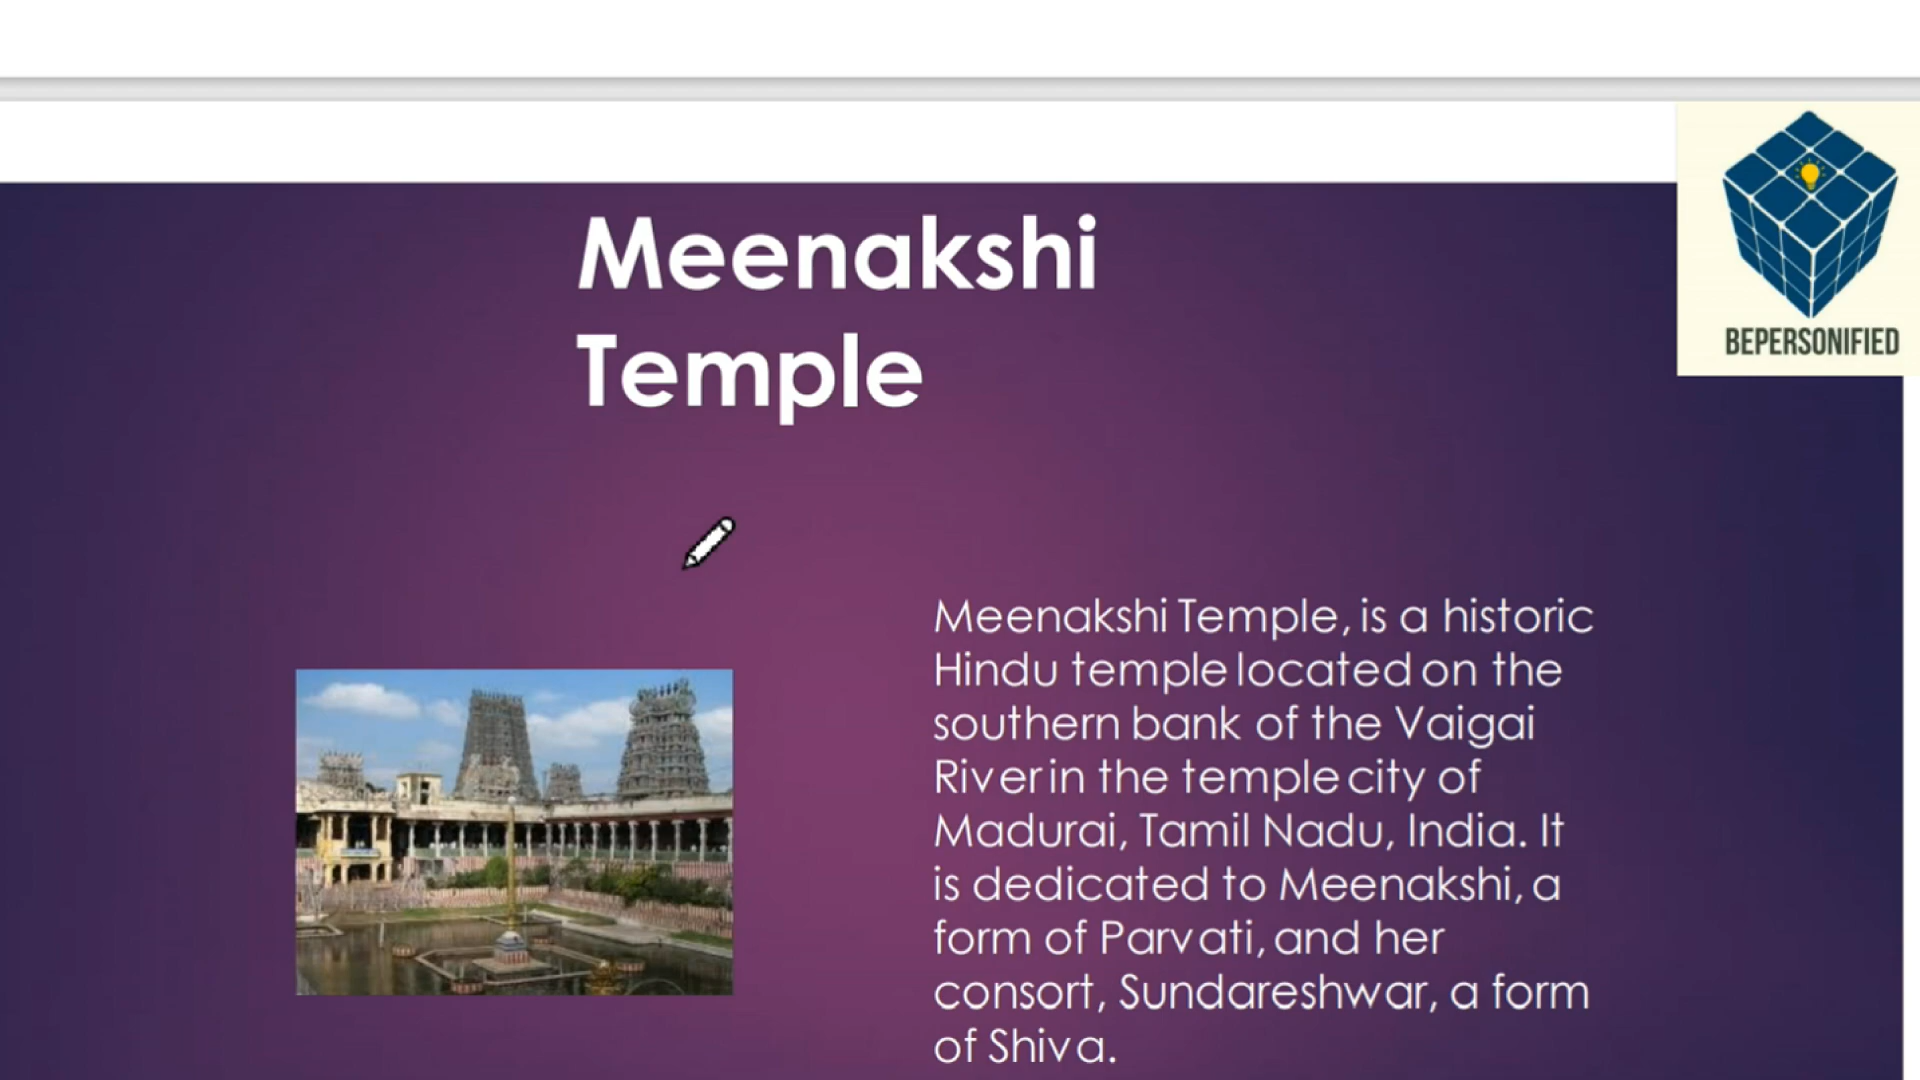 Meenakshi
Temple
BEPERSONIFIED
Meenakshi Temple, is a historic
Hindu temple located on the
southern bank of the Vaigai
River in the temple city of
Madurai, Tamil Nadu, India. It
is dedicated to Meenakshi, a
form of Parvati, and her
consort, Sundareshwar, a form
of Shiva.